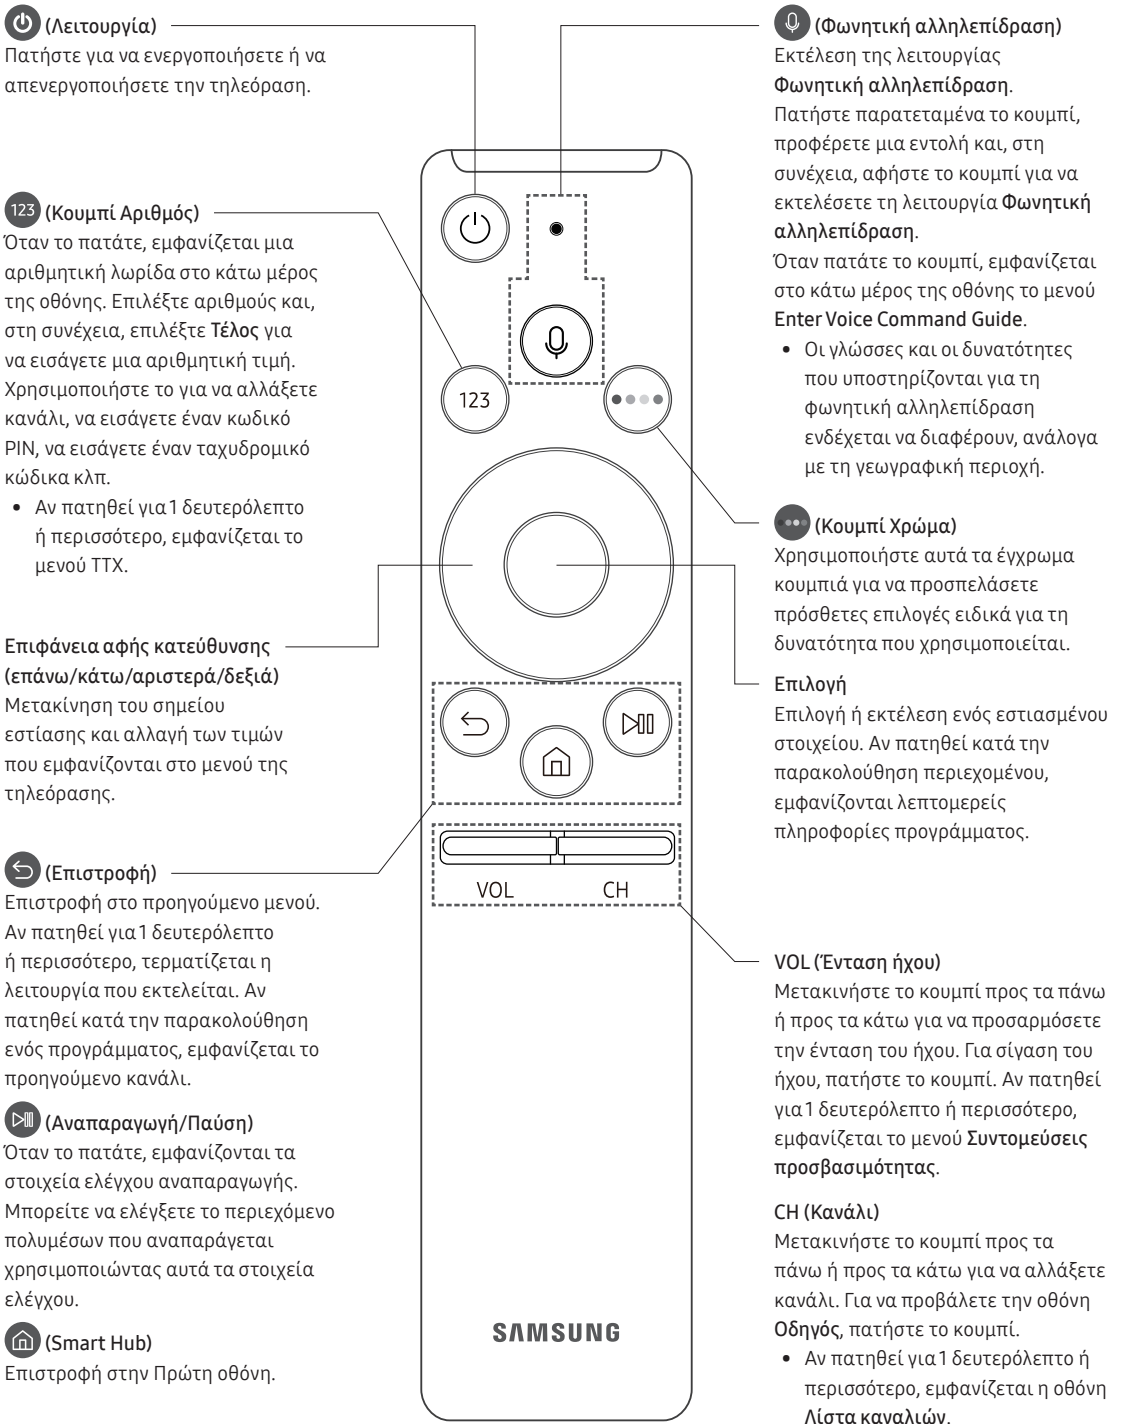 (Λειτουργία)
Πατήστε για να ενεργοποιήσετε ή να
απενεργοποιήσετε την τηλεόραση.
123 (Κουμπί Αριθμός)
Όταν το πατάτε, εμφανίζεται μια
αριθμητική λωρίδα στο κάτω μέρος
της οθόνης. Επιλέξτε αριθμούς και,
στη συνέχεια, επιλέξτε Τέλος για
να εισάγετε μια αριθμητική τιμή.
Χρησιμοποιήστε το για να αλλάξετε
κανάλι, να εισάγετε έναν κωδικό
PIN, να εισάγετε έναν ταχυδρομικό
κώδικα κλπ.
• Αν πατηθεί για 1 δευτερόλεπτο
ή περισσότερο, εμφανίζεται το
μενού TTX.
Επιφάνεια αφής κατεύθυνσης
(επάνω/κάτω/αριστερά/δεξιά)
Μετακίνηση του σημείου
εστίασης και αλλαγή των τιμών
που εμφανίζονται στο μενού της
τηλεόρασης.
(Επιστροφή)
Επιστροφή στο προηγούμενο μενού.
Αν πατηθεί για 1 δευτερόλεπτο
ή περισσότερο, τερματίζεται η
λειτουργία που εκτελείται. Αν
πατηθεί κατά την παρακολούθηση
ενός προγράμματος, εμφανίζεται το
προηγούμενο κανάλι.
(Αναπαραγωγή/Παύση)
Όταν το πατάτε, εμφανίζονται τα
στοιχεία ελέγχου αναπαραγωγής.
Μπορείτε να ελέγξετε το περιεχόμενο
πολυμέσων που αναπαράγεται
χρησιμοποιώντας αυτά τα στοιχεία
ελέγχου.
(Smart Hub)
Επιστροφή στην Πρώτη οθόνη.
123
VOL CH
SAMSUNG
(Φωνητική αλληλεπίδραση)
Εκτέλεση της λειτουργίας
Φωνητική αλληλεπίδραση.
Πατήστε παρατεταμένα το κουμπί,
προφέρετε μια εντολή και, στη
συνέχεια, αφήστε το κουμπί για να
εκτελέσετε τη λειτουργία Φωνητική
αλληλεπίδραση.
Όταν πατάτε το κουμπί, εμφανίζεται
στο κάτω μέρος της οθόνης το μενού
Enter Voice Command Guide.
• Οι γλώσσες και οι δυνατότητες
που υποστηρίζονται για τη
φωνητική αλληλεπίδραση
ενδέχεται να διαφέρουν, ανάλογα
με τη γεωγραφική περιοχή.
(Κουμπί Χρώμα)
Χρησιμοποιήστε αυτά τα έγχρωμα
κουμπιά για να προσπελάσετε
πρόσθετες επιλογές ειδικά για τη
δυνατότητα που χρησιμοποιείται.
Επιλογή
Επιλογή ή εκτέλεση ενός εστιασμένου
στοιχείου. Αν πατηθεί κατά την
παρακολούθηση περιεχομένου,
εμφανίζονται λεπτομερείς
πληροφορίες προγράμματος.
VOL (Ένταση ήχου)
Μετακινήστε το κουμπί προς τα πάνω
ή προς τα κάτω για να προσαρμόσετε
την ένταση του ήχου. Για σίγαση του
ήχου, πατήστε το κουμπί. Αν πατηθεί
για 1 δευτερόλεπτο ή περισσότερο,
εμφανίζεται το μενού Συντομεύσεις
προσβασιμότητας.
CH (Κανάλι)
Μετακινήστε το κουμπί προς τα
πάνω ή προς τα κάτω για να αλλάξετε
κανάλι. Για να προβάλετε την οθόνη
Οδηγός, πατήστε το κουμπί.
• Αν πατηθεί για 1 δευτερόλεπτο ή
περισσότερο, εμφανίζεται η οθόνη
Λίστα καναλιών.